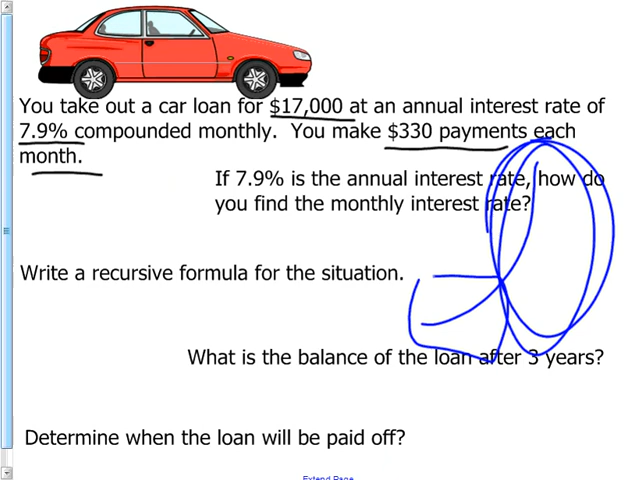 You take out a car loan for $17,000 at an annual interest rate of
7.9% compounded monthly.  You make $330 payments each
month.
If 7.9% is the annual interest rate, how do
you find the monthly interest rate?
Write a recursive formula for the situation.
What is the balance of the loan after 3 years?
Determine when the loan will be paid off?
Extend Page